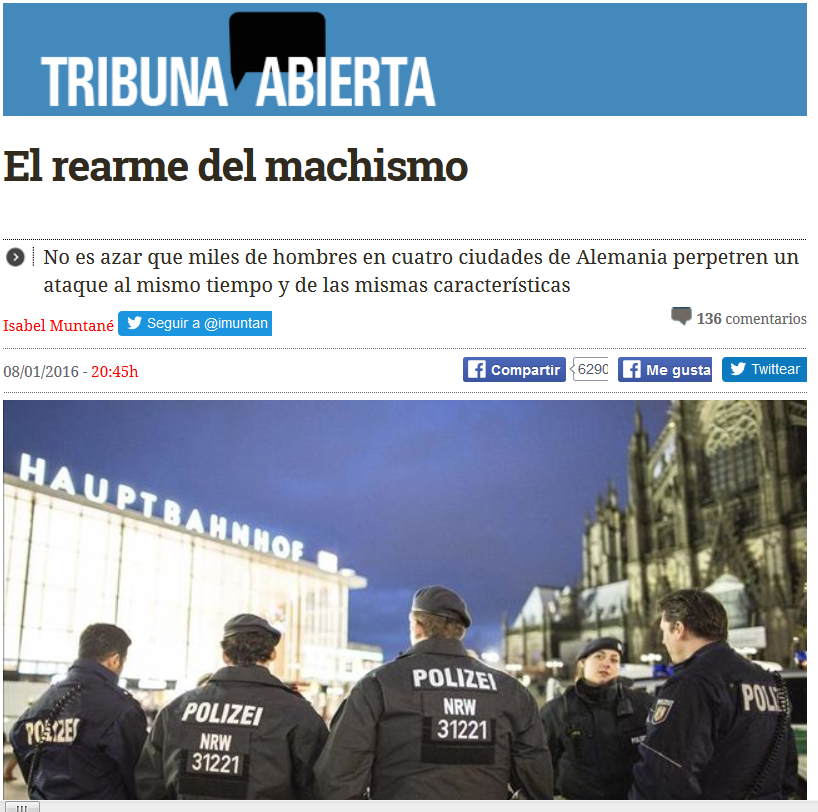 TRIBUNA ABIERTA
El rearme del machismo
No es azar que miles de hombres en cuatro ciudades de Alemania perpetren un
ataque al mismo tiempo y de las mismas características
Isabel Muntané Seguir a @imuntan
136 comentarios
08/01/2016 - 20:45h
Compartir 6290 Me gusta Twittear
HAUPTBAHNHOF
POLIZEI
POLIZEI
NRW
31221
POLIZEI
NRW
31221
POLI